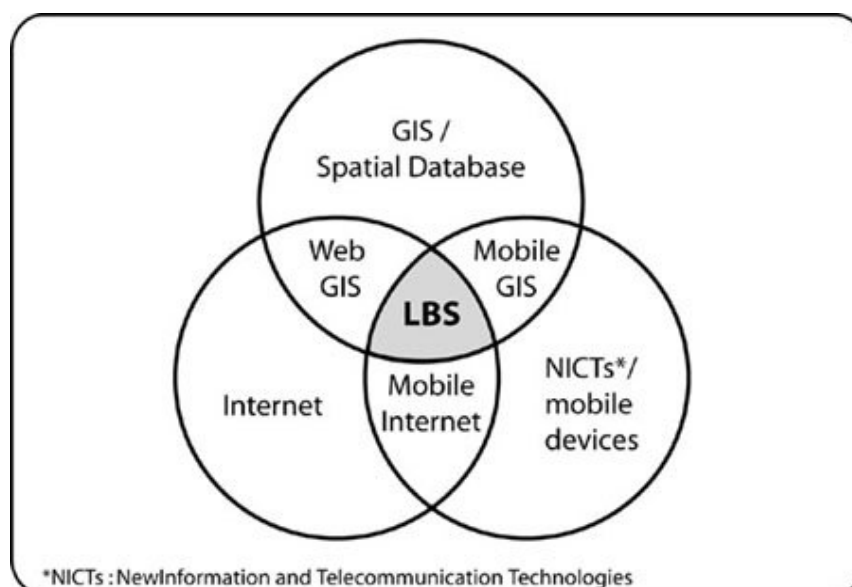 GIS /
Spatial Database
Web
GIS
Mobile
GIS
LBS
Internet
Mobile
Internet
NICTs*/
mobile
devices
*NICTs : NewInformation and Telecommunication Technologies